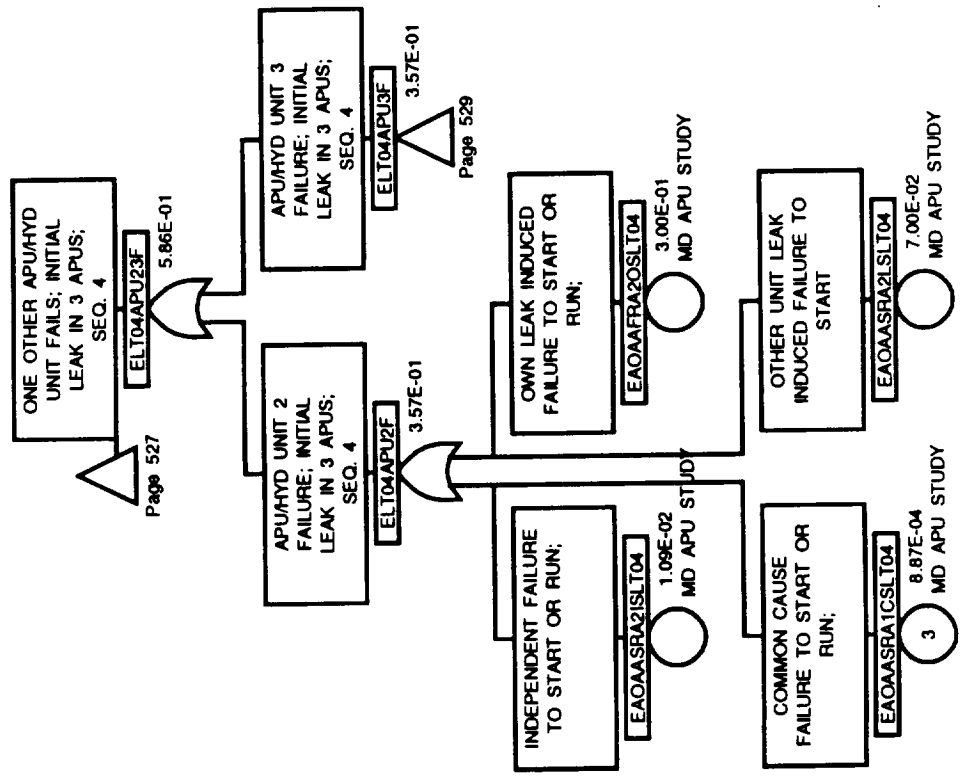 ONE OTHER APU/HYD
UNIT FAILS; INITIAL
LEAK IN 3 APUS;
SEQ. 4
ELT04APU23F
5.86E-01
Page 527
APU/HYD UNIT 2
FAILURE; INITIAL
LEAK IN 3 APUS;
SEQ. 4
ELT04APU2F
3.57E-01
APU/HYD UNIT 3
FAILURE; INITIAL
LEAK IN 3 APUS;
SEQ. 4
ELT04APU3F
3.57E-01
Page 529
INDEPENDENT FAILURE
TO START OR RUN;
EAOAASRA2ISLT04
1.09E-02
MD APU STUDY
OWN LEAK INDUCED
FAILURE TO START OR
RUN;
EAOAAFRA2OSLT04
3.00E-01
MD APU STUDY
COMMON CAUSE
FAILURE TO START OR
RUN;
EAOAASRA1CSLT04
3
8.87E-04
MD APU STUDY
OTHER UNIT LEAK
INDUCED FAILURE TO
START
EAOAASRA2LSLT04
7.00E-02
MD APU STUDY